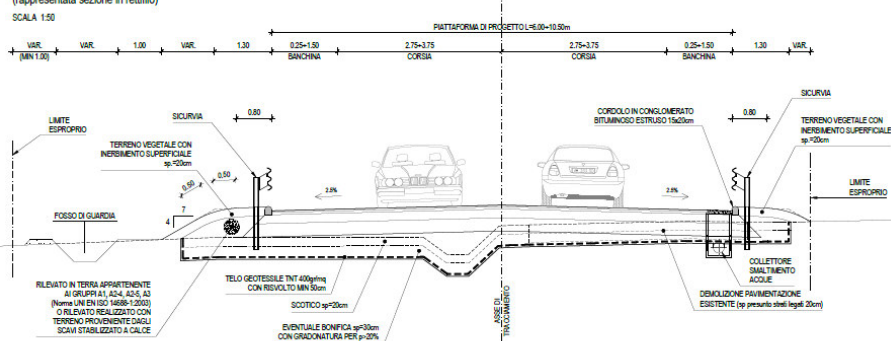 (rappresentata sezione in rettifilo)
SCALA 1:50
PIATTAFORMA DI PROGETTO L=6.00÷10.50m
VAR. VAR. 1.00 VAR. 1.30 0.25÷1.50 2.75÷3.75 2.75÷3.75 0.25÷1.50 1.30 VAR.
(MIN 1.00) BANCHINA CORSIA CORSIA BANCHINA
LIMITE
ESPROPRIO
SICURVIA
0.80
TERRENO VEGETALE CON
INERBIMENTO SUPERFICIALE
sp.=20cm
0.50
0.50
7
4
FOSSO DI GUARDIA
2.5%
2.5%
CORDOLO IN CONGLOMERATO
BITUMINOSO ESTRUSO 15x20cm
0.80
SICURVIA
TERRENO VEGETALE CON
INERBIMENTO SUPERFICIALE
sp.=20cm
LIMITE
ESPROPRIO
RILEVATO IN TERRA APPARTENENTE
AI GRUPPI A1, A2-4, A2-5, A3
(Norma UNI EN ISO 14688-1:2003)
O RILEVATO REALIZZATO CON
TERRENO PROVENIENTE DAGLI
SCAVI STABILIZZATO A CALCE
TELO GEOTESSILE TNT 400gr/mq
CON RISVOLTO MIN 50cm
SCOTICO sp=20cm
EVENTUALE BONIFICA sp=30cm
CON GRADONATURA PER p>20%
ASSE DI
TRACCIAMENTO
COLLETTORE
SMALTIMENTO
ACQUE
DEMOLIZIONE PAVIMENTAZIONE
ESISTENTE (sp presunto strati legati 20cm)